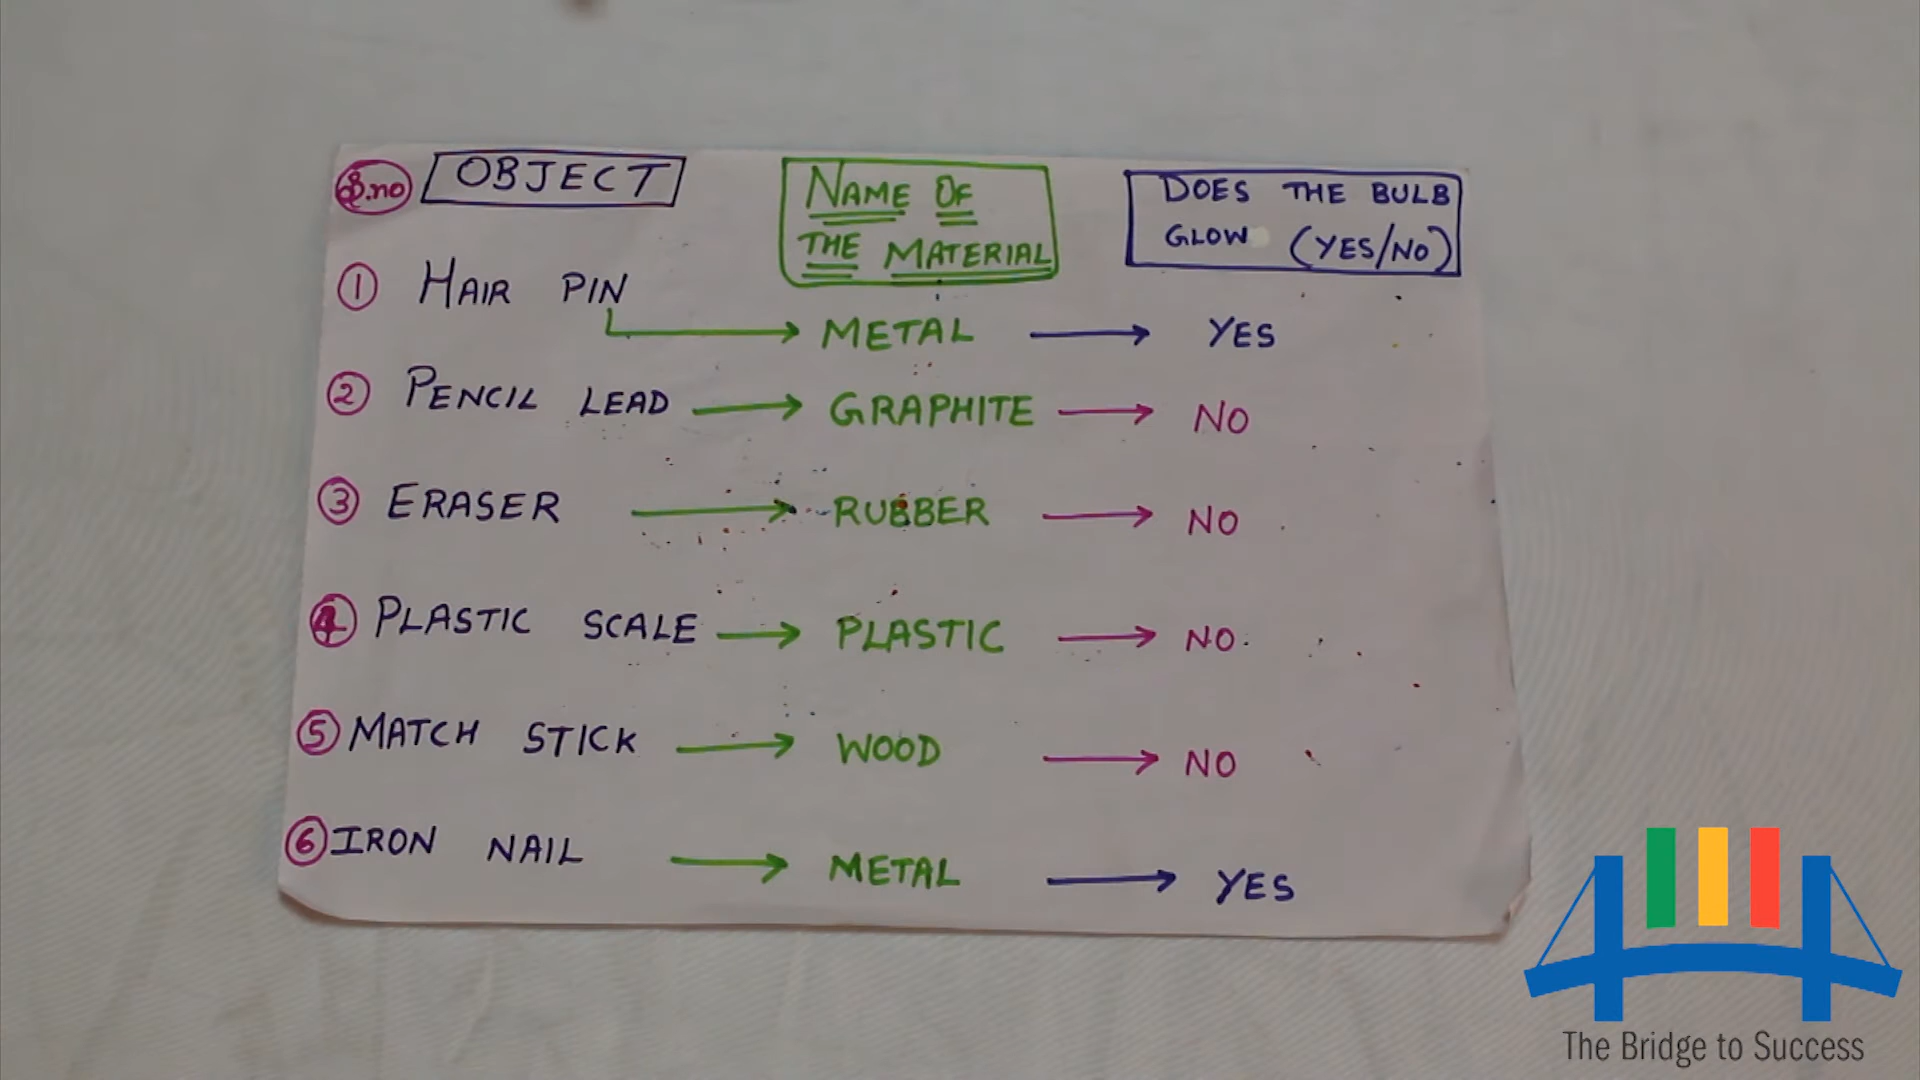 S.no OBJECT NAME OF THE MATERIAL DOES THE BULB GLOW (YES/NO)
1 HAIR PIN METAL YES
2 PENCIL LEAD GRAPHITE NO
3 ERASER RUBBER NO
4 PLASTIC SCALE PLASTIC NO
5 MATCH STICK WOOD NO
6 IRON NAIL METAL YES
The Bridge to Success